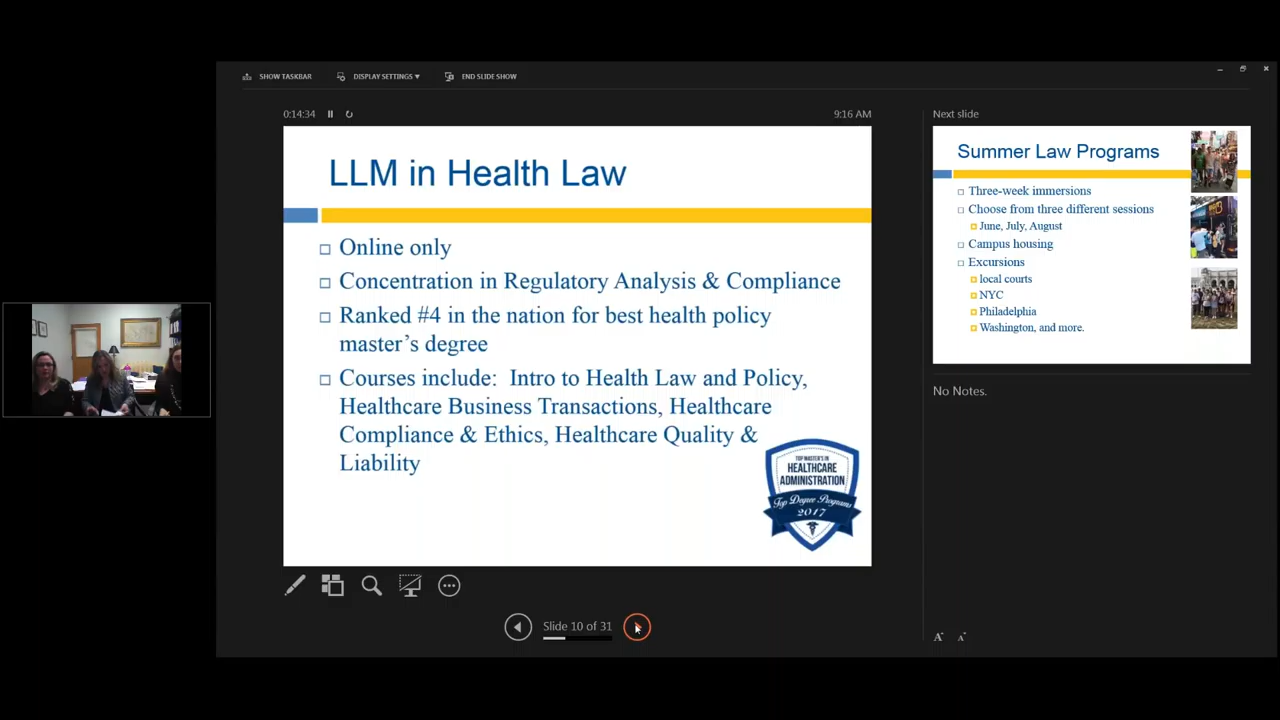 SHOW TASKBAR
DISPLAY SETTINGS
END SLIDE SHOW
0:14:34
9:16 AM
LLM in Health Law
Online only
Concentration in Regulatory Analysis & Compliance
Ranked #4 in the nation for best health policy
master's degree
Courses include: Intro to Health Law and Policy,
Healthcare Business Transactions, Healthcare
Compliance & Ethics, Healthcare Quality &
Liability
TOP MASTER'S IN
HEALTHCARE
ADMINISTRATION
Top Degree Programs
2017
Slide 10 of 31
Next slide
Summer Law Programs
Three-week immersions
Choose from three different sessions
June, July, August
Campus housing
Excursions
local courts
NYC
Philadelphia
Washington, and more.
No Notes.
A
A